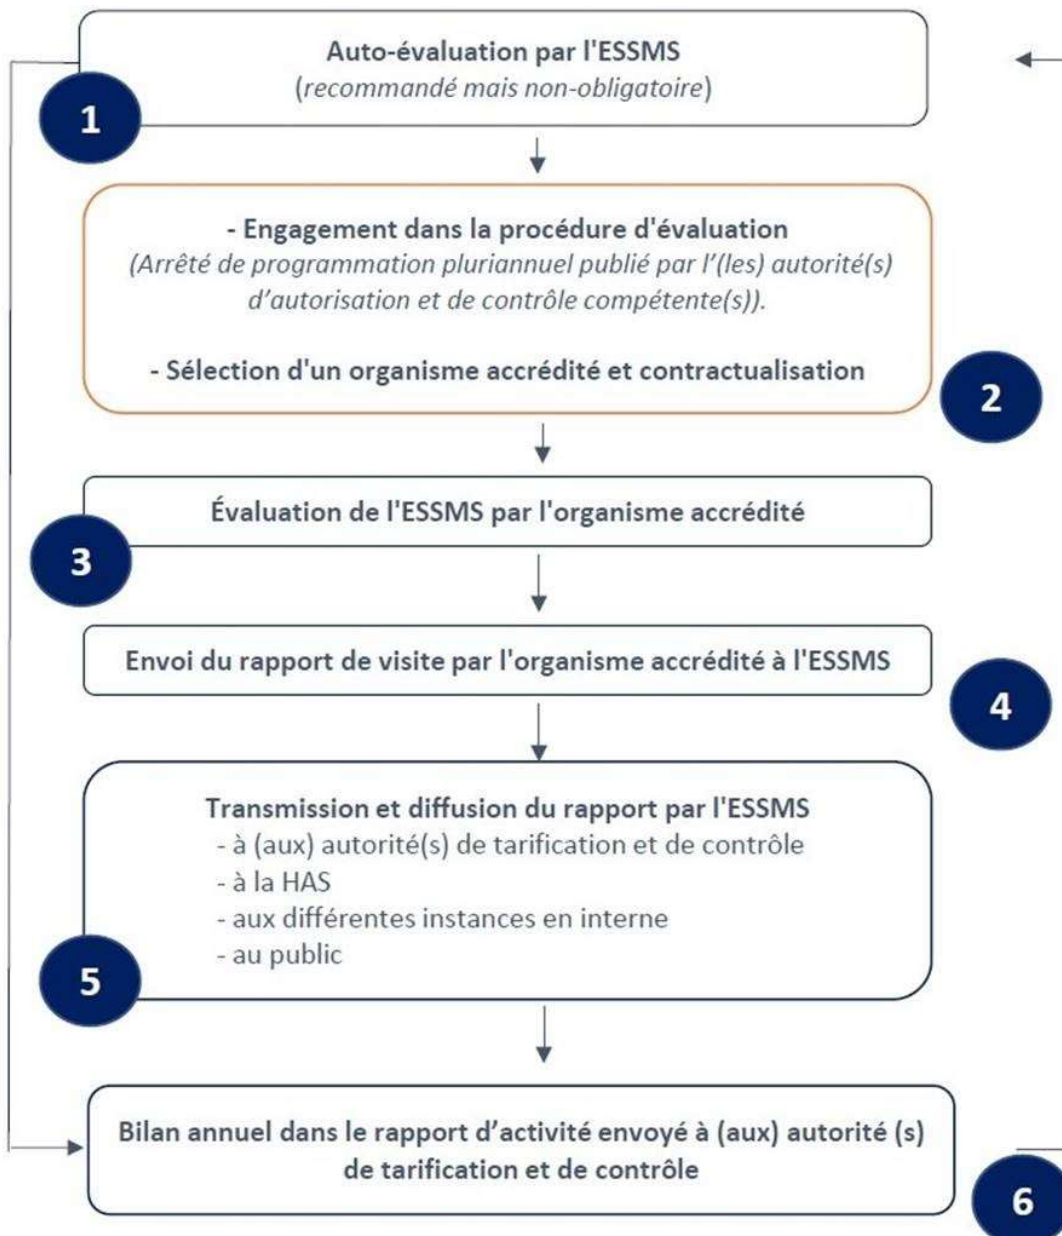 Auto-évaluation par l'ESSMS
(recommandé mais non-obligatoire)
1
- Engagement dans la procédure d'évaluation
(Arrêté de programmation pluriannuel publié par l’(les) autorité(s)
d’autorisation et de contrôle compétente(s)).
- Sélection d'un organisme accrédité et contractualisation
2
Évaluation de l'ESSMS par l'organisme accrédité
3
Envoi du rapport de visite par l'organisme accrédité à l'ESSMS
4
Transmission et diffusion du rapport par l'ESSMS
- à (aux) autorité(s) de tarification et de contrôle
- à la HAS
- aux différentes instances en interne
- au public
5
Bilan annuel dans le rapport d’activité envoyé à (aux) autorité (s)
de tarification et de contrôle
6